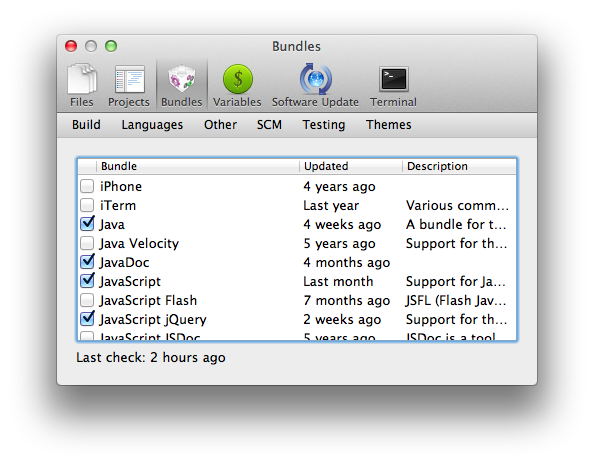 Bundles
Files Projects Bundles Variables Software Update Terminal
Build Languages Other SCM Testing Themes
Bundle Updated Description
iPhone 4 years ago
iTerm Last year Various comm...
Java 4 weeks ago A bundle for t...
Java Velocity 5 years ago Support for th...
JavaDoc 4 months ago
JavaScript Last month Support for Ja...
JavaScript Flash 7 months ago JSFL (Flash Jav...
JavaScript jQuery 2 weeks ago Support for th...
JavaScript JSDoc 5 years ago JSDoc is a tool
Last check: 2 hours ago